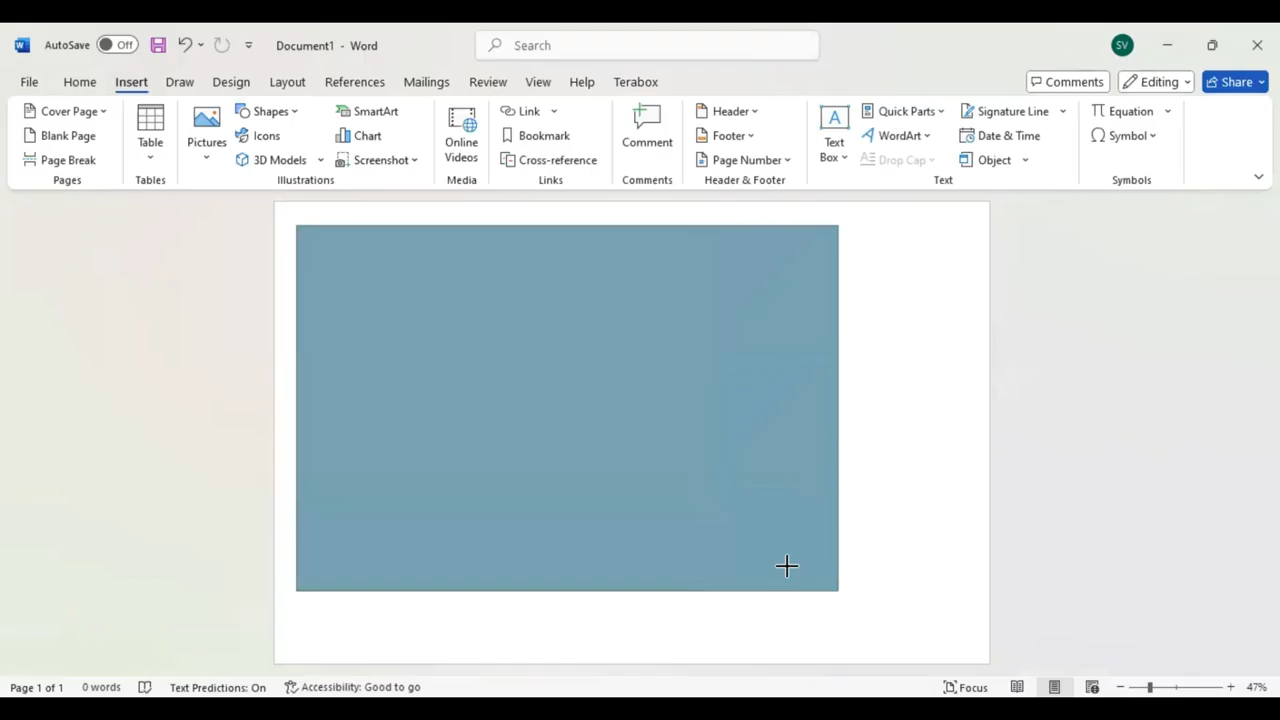 AutoSave Off Document1 - Word Search SV
File Home Insert Draw Design Layout References Mailings Review View Help Terabox Comments Editing Share
Cover Page
Blank Page
Page Break
Pages
Table
Tables
Pictures
Shapes
Icons
3D Models
SmartArt
Chart
Screenshot
Illustrations
Online
Videos
Media
Link
Bookmark
Cross-reference
Links
Comment
Comments
Header
Footer
Page Number
Header & Footer
A
Text
Box
Quick Parts
WordArt
Drop Cap
Signature Line
Date & Time
Object
Text
Equation
Symbol
Symbols
Page 1 of 1 0 words Text Predictions: On Accessibility: Good to go Focus 47%